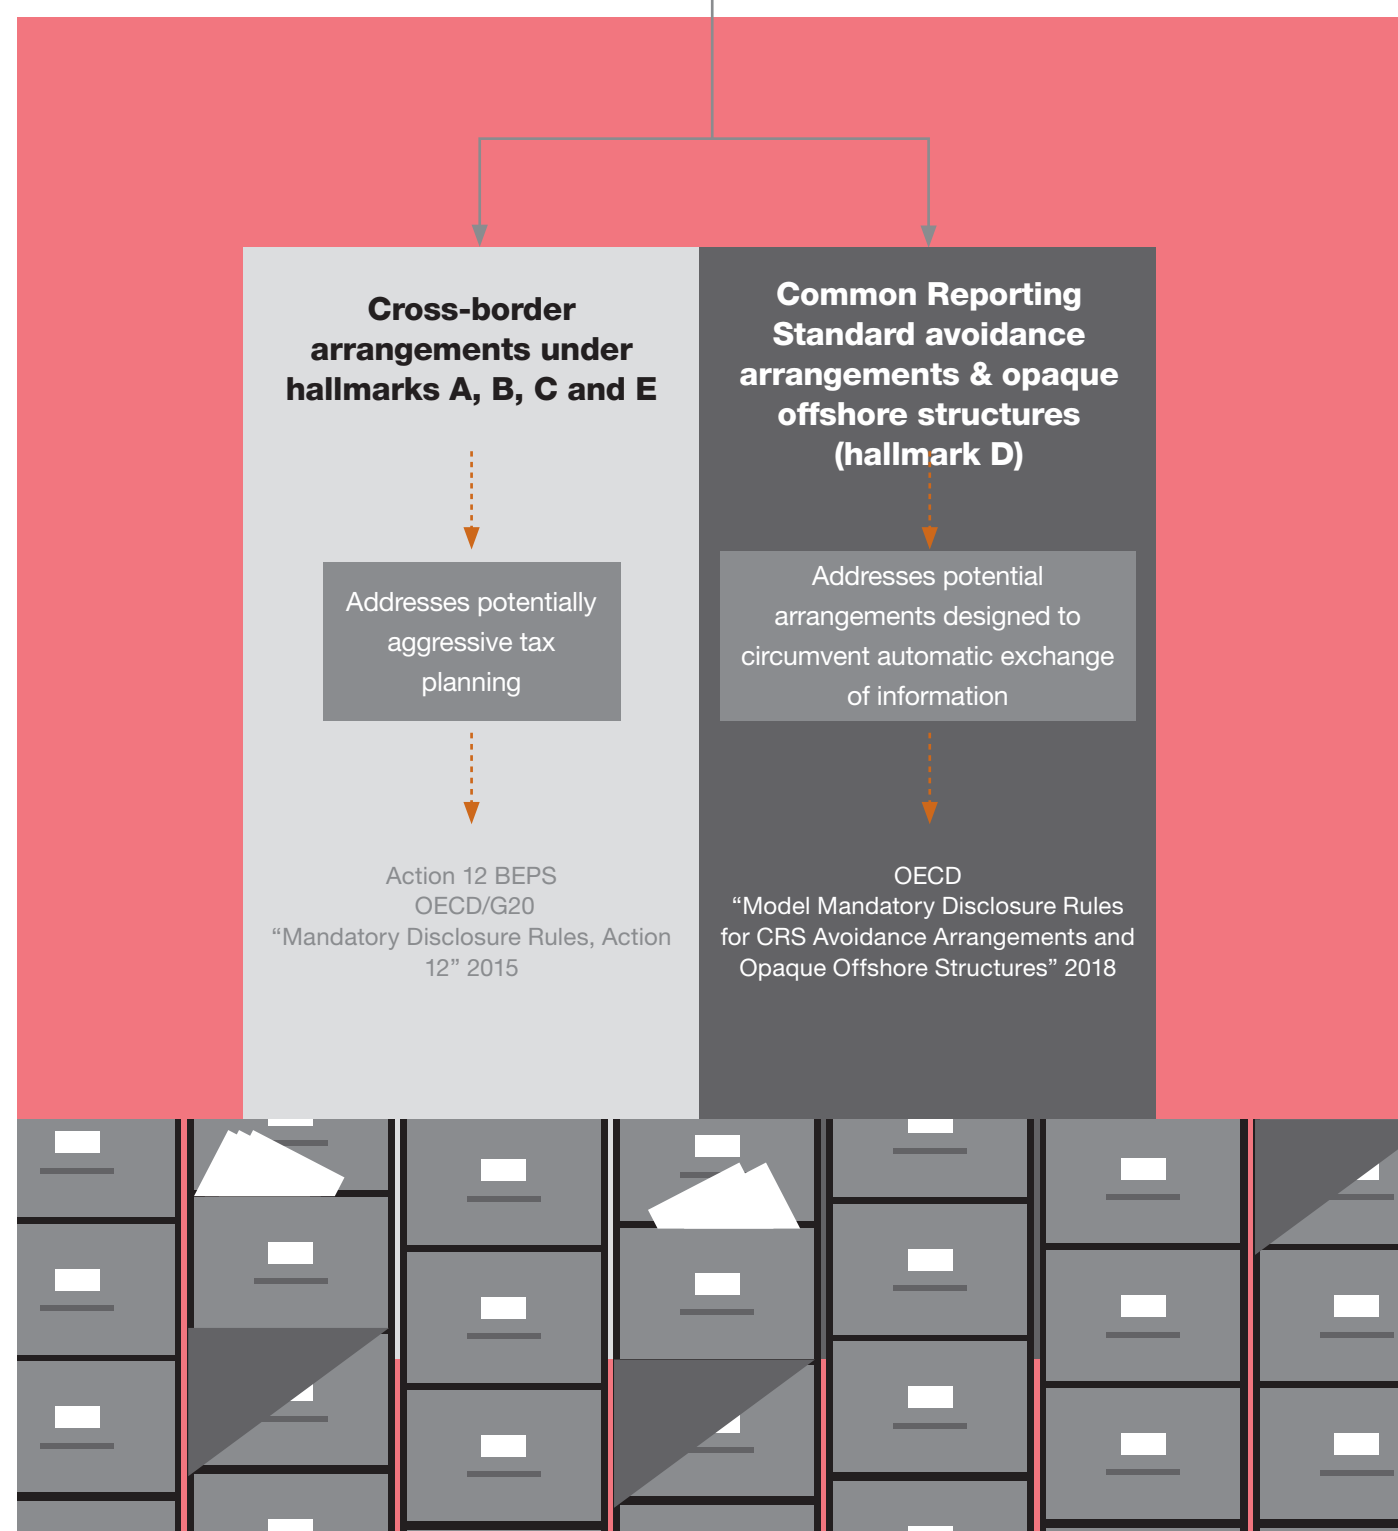 Cross-border
arrangements under
hallmarks A, B, C and E
Addresses potentially
aggressive tax
planning
Action 12 BEPS
OECD/G20
“Mandatory Disclosure Rules, Action
12” 2015
Common Reporting
Standard avoidance
arrangements & opaque
offshore structures
(hallmark D)
Addresses potential
arrangements designed to
circumvent automatic exchange
of information
OECD
“Model Mandatory Disclosure Rules
for CRS Avoidance Arrangements and
Opaque Offshore Structures” 2018